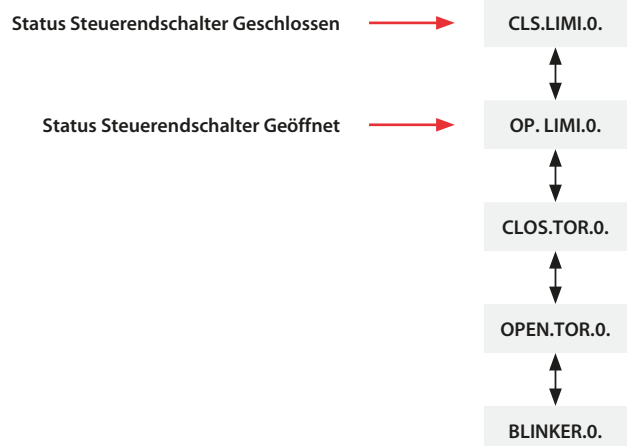 Status Steuerendschalter Geschlossen
CLS.LIMI.0.
Status Steuerendschalter Geöffnet
OP. LIMI.0.
CLOS.TOR.0.
OPEN.TOR.0.
BLINKER.0.